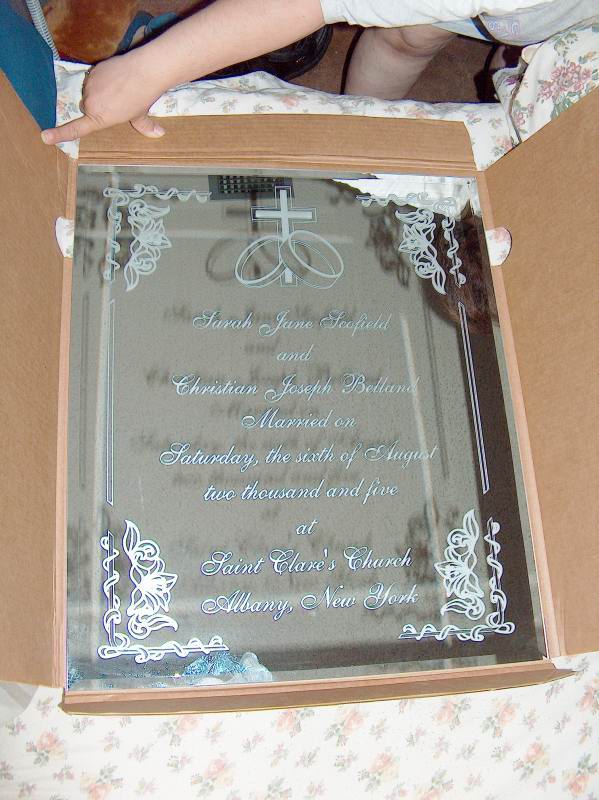 Sarah Jane Scofield
and
Christian Joseph Belland
Married on
Saturday, the sixth of August
two thousand and five
at
Saint Clare's Church
Albany, New York